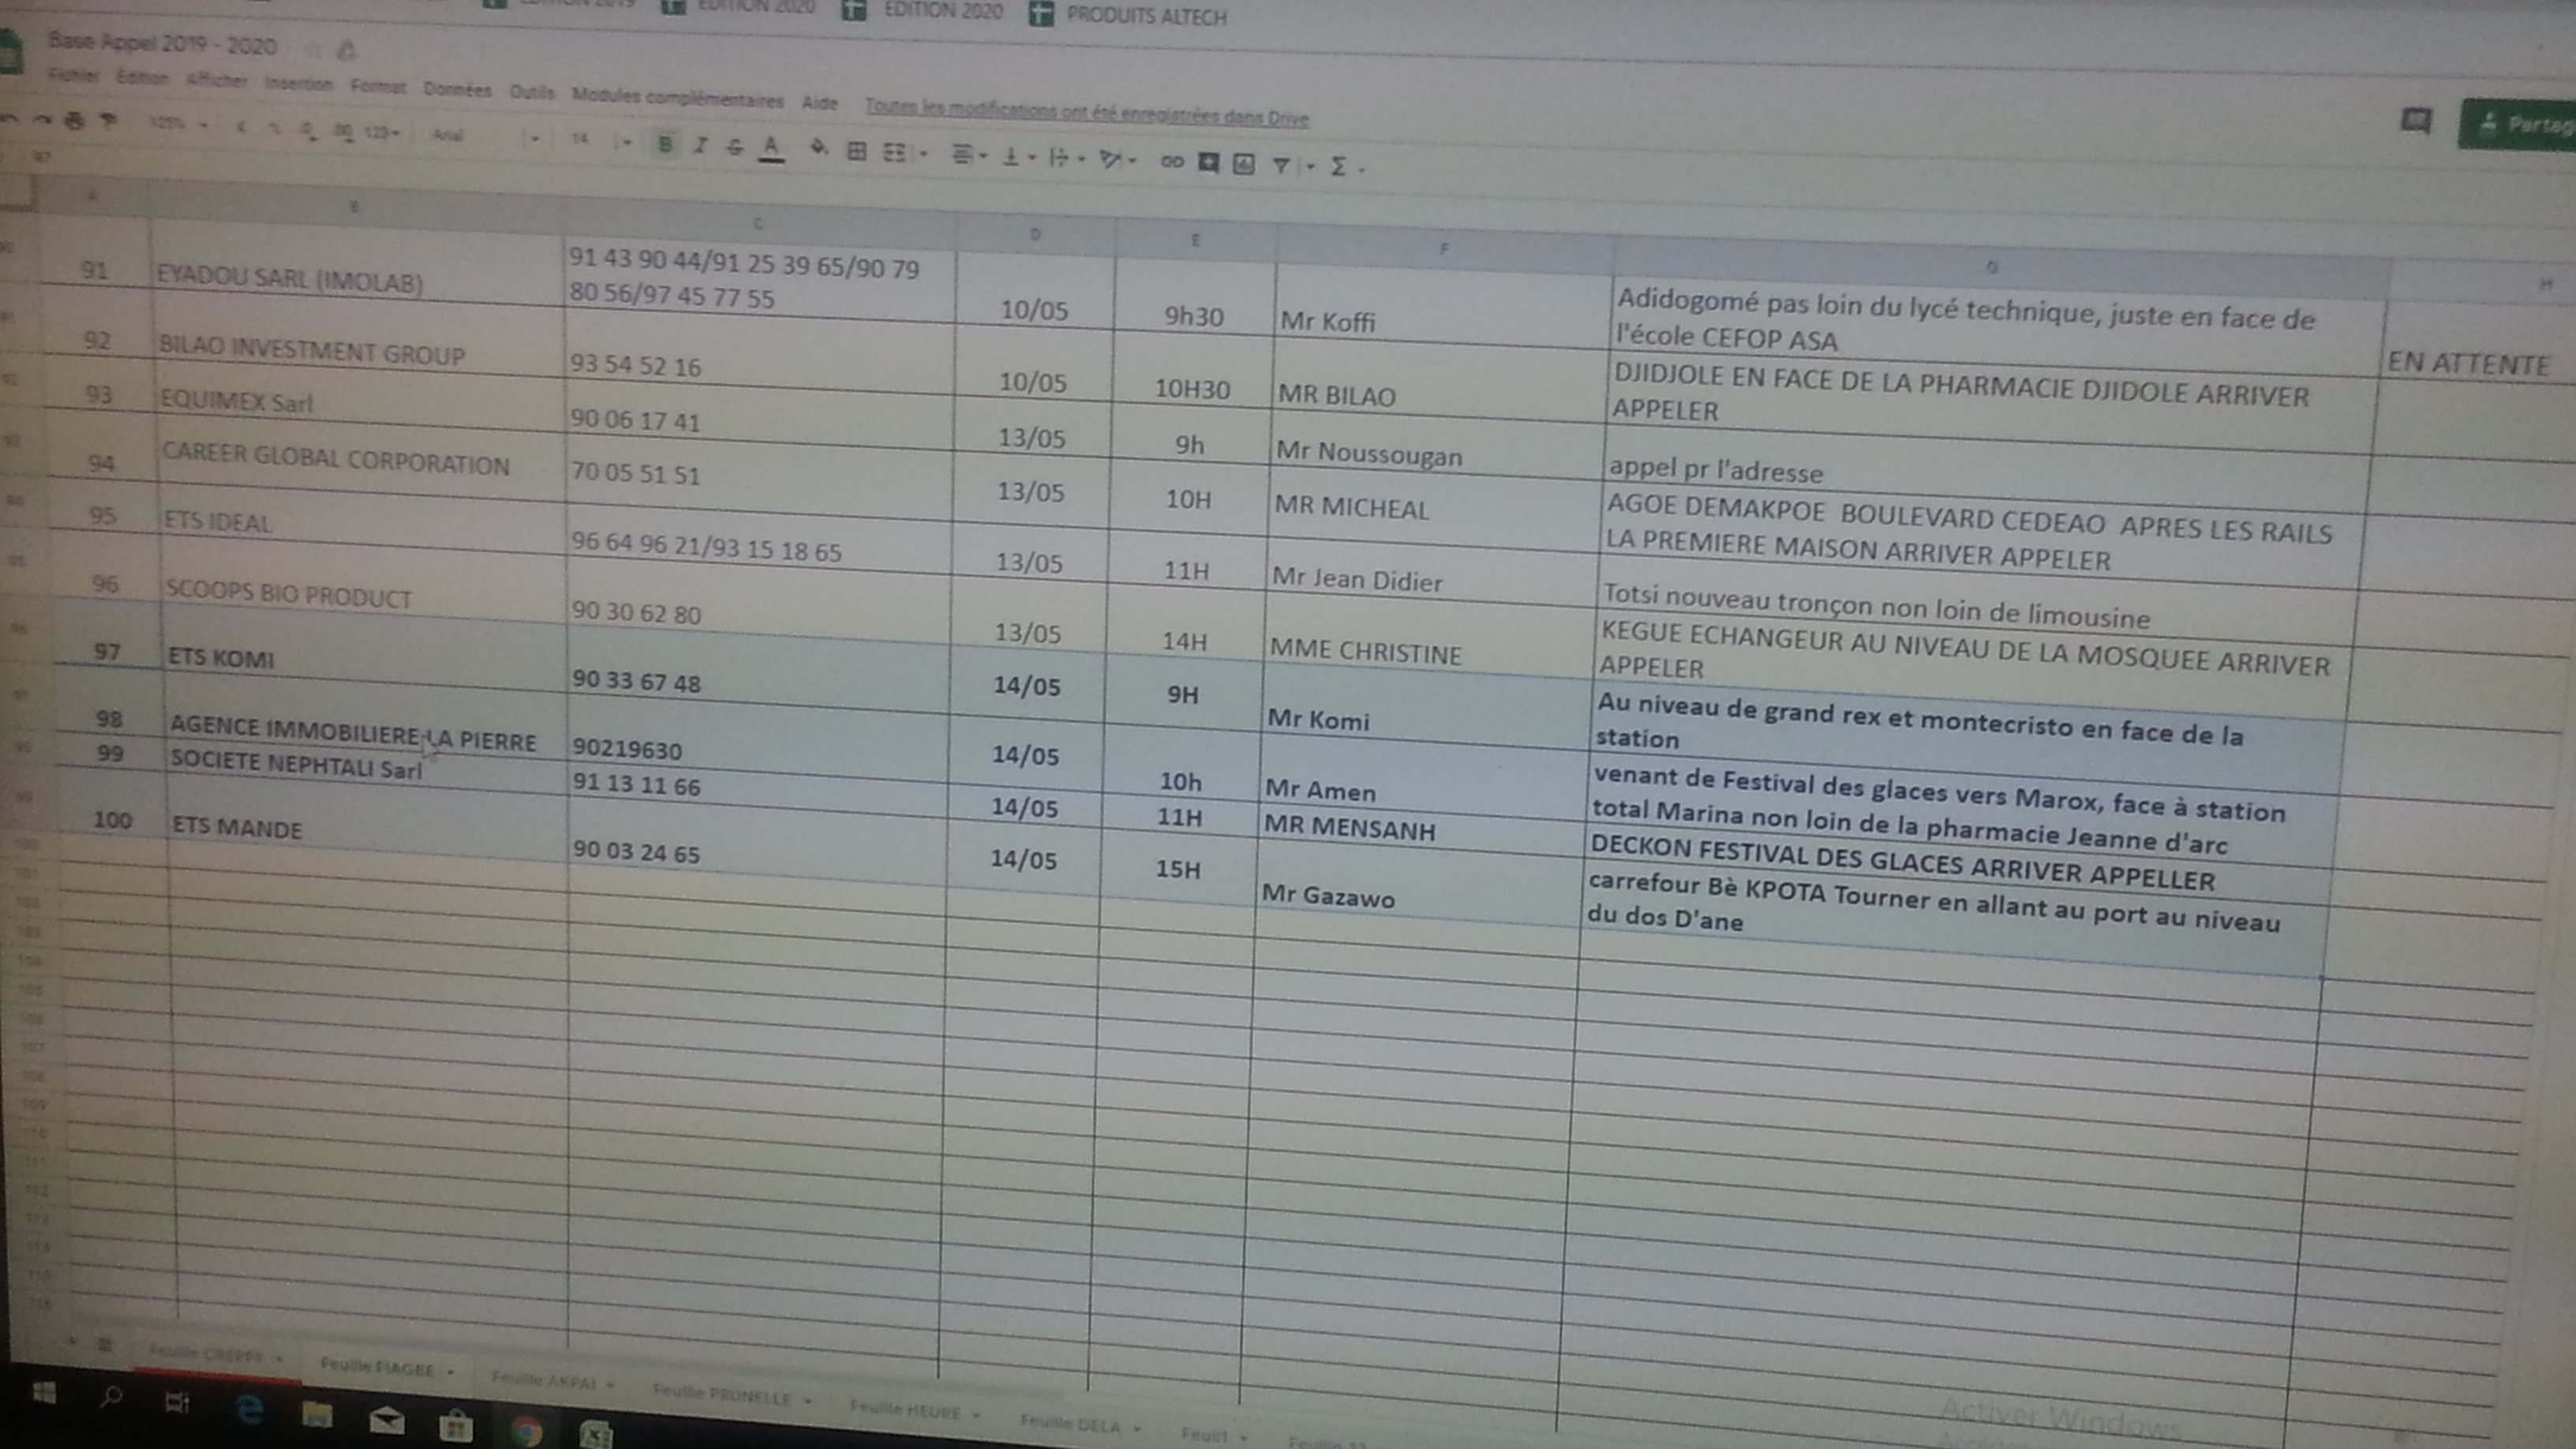 EDITION 2020 PRODUITS ALTECH
Base Appel 2019 - 2020
Fichier Edition Afficher Insertion Format Données Outils Modules complémentaires Aide Toutes les modifications ont été enregistrées dans Drive
125% .00 123 Arial 14 B I S A Σ
Partag
97
A B C D E F G H
91 EYADOU SARL (IMOLAB) 91 43 90 44/91 25 39 65/90 79 80 56/97 45 77 55 10/05 9h30 Mr Koffi Adidogomé pas loin du lycé technique, juste en face de
l'école CEFOP ASA
92 BILAO INVESTMENT GROUP 93 54 52 16 10/05 10H30 MR BILAO DJIDJOLE EN FACE DE LA PHARMACIE DJIDOLE ARRIVER EN ATTENTE
APPELER
93 EQUIMEX Sarl 90 06 17 41 13/05 9h Mr Noussougan appel pr l'adresse
94 CAREER GLOBAL CORPORATION 70 05 51 51 13/05 10H MR MICHEAL AGOE DEMAKPOE BOULEVARD CEDEAO APRES LES RAILS
LA PREMIERE MAISON ARRIVER APPELER
95 ETS IDEAL 96 64 96 21/93 15 18 65 13/05 11H Mr Jean Didier Totsi nouveau tronçon non loin de limousine
96 SCOOPS BIO PRODUCT 90 30 62 80 13/05 14H MME CHRISTINE KEGUE ECHANGEUR AU NIVEAU DE LA MOSQUEE ARRIVER
APPELER
97 ETS KOMI 90 33 67 48 14/05 9H Mr Komi Au niveau de grand rex et montecristo en face de la
station
98 AGENCE IMMOBILIERE LA PIERRE 90219630 14/05 10h Mr Amen venant de Festival des glaces vers Marox, face à station
total Marina non loin de la pharmacie Jeanne d'arc
99 SOCIETE NEPHTALI Sarl 91 13 11 66 14/05 11H MR MENSANH DECKON FESTIVAL DES GLACES ARRIVER APPELLER
100 ETS MANDE 90 03 24 65 14/05 15H Mr Gazawo carrefour Bè KPOTA Tourner en allant au port au niveau
du dos D'ane
Activer Windows
Feuille FIAGBE Feuille PRUNELLE Feuille HEURE Feuille DELA Feuil1